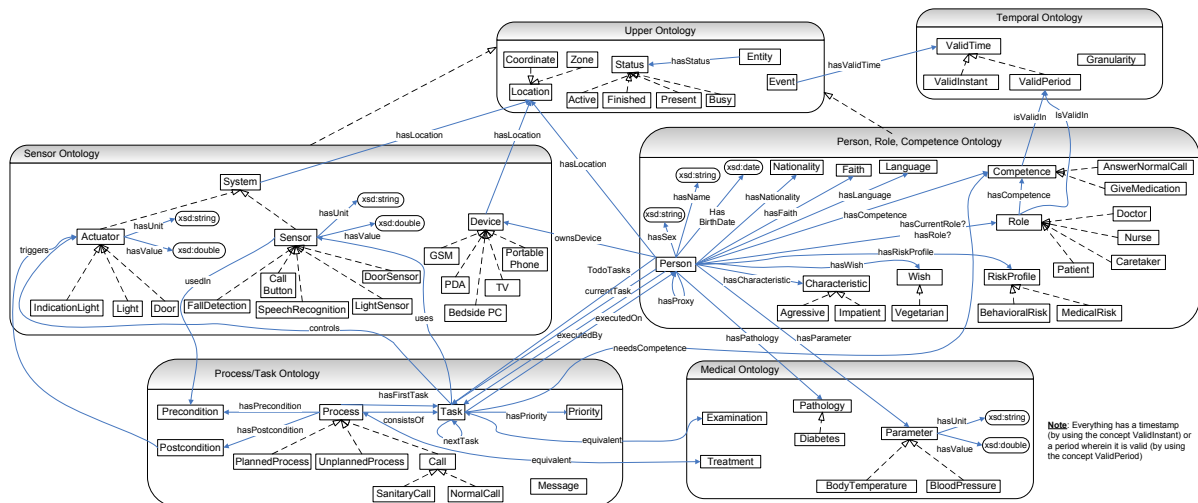 Upper Ontology
Coordinate
Zone
Location
Status
hasStatus
Entity
Event
Active
Finished
Present
Busy
hasValidTime
Temporal Ontology
ValidTime
Granularity
ValidInstant
ValidPeriod
isValidIn
IsValidIn
hasLocation
hasLocation
hasLocation
Sensor Ontology
System
Actuator
xsd:string
hasUnit
hasValue
xsd:double
triggers
Sensor
hasUnit
xsd:string
xsd:double
hasValue
usedIn
Device
GSM
PDA
Bedside PC
TV
Portable
Phone
IndicationLight
Light
Door
FallDetection
Call
Button
SpeechRecognition
LightSensor
DoorSensor
controls
uses
Person, Role, Competence Ontology
xsd:string
xsd:date
Nationality
Faith
Language
Competence
AnswerNormalCall
GiveMedication
hasName
Has
BirthDate
hasNationality
hasFaith
hasLanguage
hasCompetence
hasCompetence
xsd:string
hasSex
hasCurrentRole?
hasRole?
Role
Doctor
Nurse
Caretaker
Patient
ownsDevice
Person
hasRiskProfile
hasWish
hasCharacteristic
Characteristic
Wish
RiskProfile
Agressive
Impatient
Vegetarian
BehavioralRisk
MedicalRisk
hasProxy
TodoTasks
currentTask
executedOn
executedBy
hasPathology
hasParameter
needsCompetence
Process/Task Ontology
Precondition
hasPrecondition
Process
hasFirstTask
consistsOf
Task
hasPriority
Priority
hasPostcondition
Postcondition
nextTask
PlannedProcess
UnplannedProcess
Call
SanitaryCall
NormalCall
Message
equivalent
equivalent
Medical Ontology
Examination
Treatment
Pathology
Diabetes
Parameter
hasUnit
xsd:string
hasValue
xsd:double
BodyTemperature
BloodPressure
Note: Everything has a timestamp
(by using the concept ValidInstant) or
a period wherein it is valid (by using
the concept ValidPeriod)